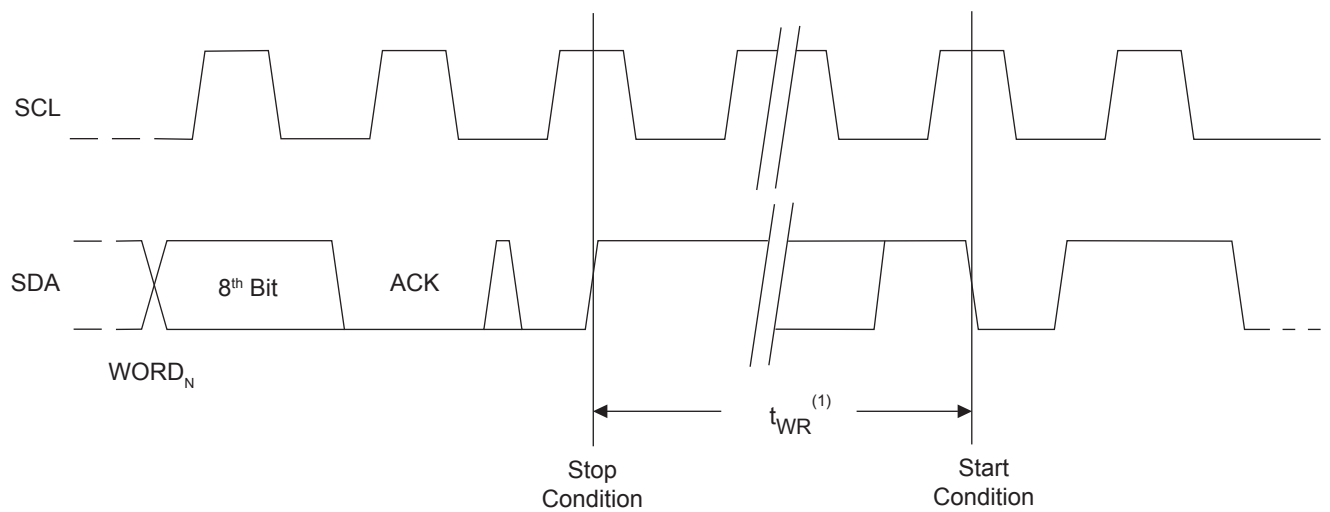 SCL
SDA
8th Bit
ACK
WORDN
tWR(1)
Stop
Condition
Start
Condition